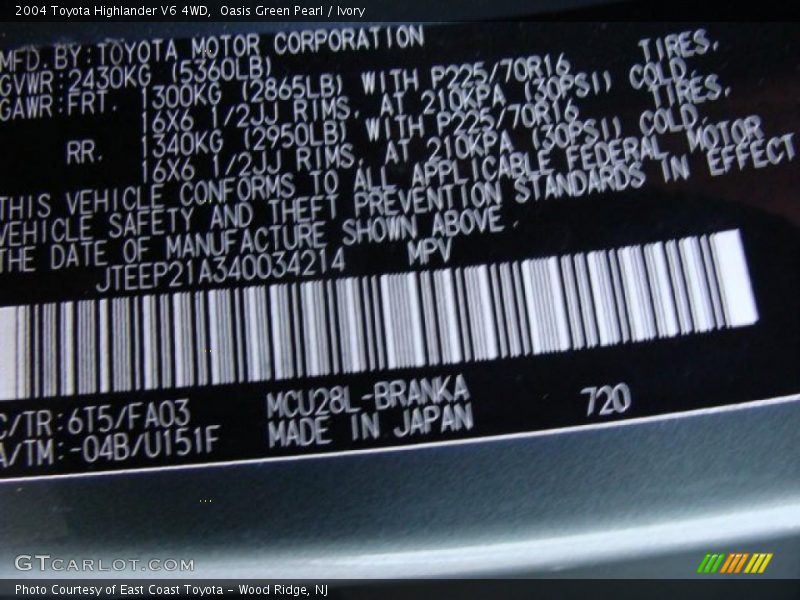 2004 Toyota Highlander V6 4WD,  Oasis Green Pearl / Ivory
MFD. BY: TOYOTA MOTOR CORPORATION
GVWR: 2430KG (5360LB)
GAWR: FRT. 1300KG (2865LB) WITH P225/70R16 TIRES,
16X6 1/2JJ RIMS, AT 210KPA (30PSI) COLD.
RR. 1340KG (2950LB) WITH P225/70R16 TIRES,
16X6 1/2JJ RIMS, AT 210KPA (30PSI) COLD.
THIS VEHICLE CONFORMS TO ALL APPLICABLE FEDERAL MOTOR
VEHICLE SAFETY AND THEFT PREVENTION STANDARDS IN EFFECT
THE DATE OF MANUFACTURE SHOWN ABOVE.
JTEEP21A340034214 MPV
C/TR: 6T5/FA03 MCU28L-BRANKA 720
A/TM: -04B/U151F MADE IN JAPAN
GTCARLOT.COM
Photo Courtesy of East Coast Toyota - Wood Ridge, NJ